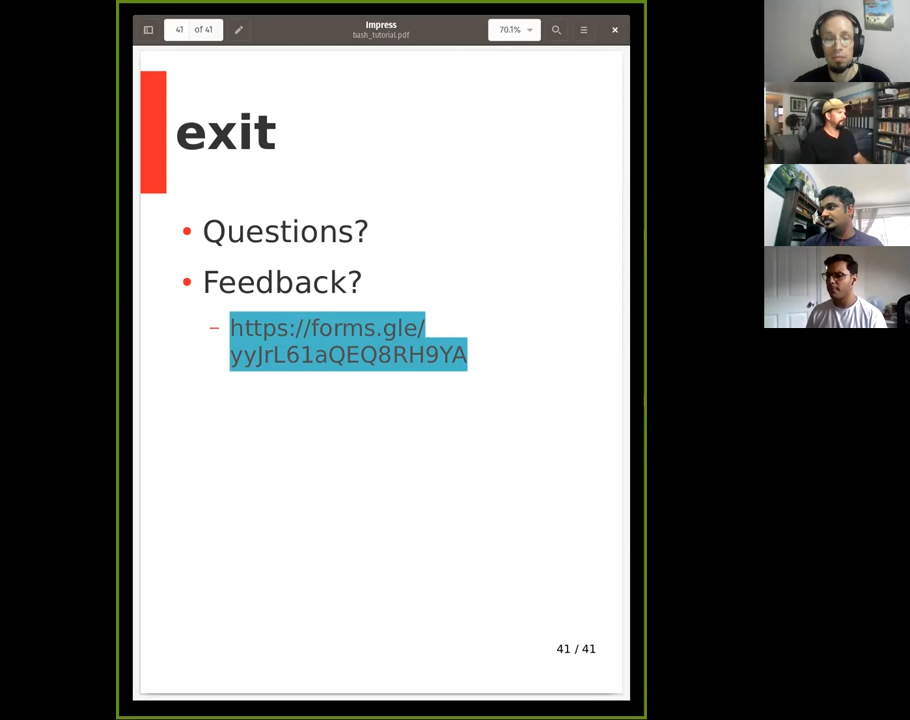 41 of 41
Impress
bash_tutorial.pdf
70.1%
exit
• Questions?
• Feedback?
– https://forms.gle/
yyJrL61aQEQ8RH9YA
41 / 41